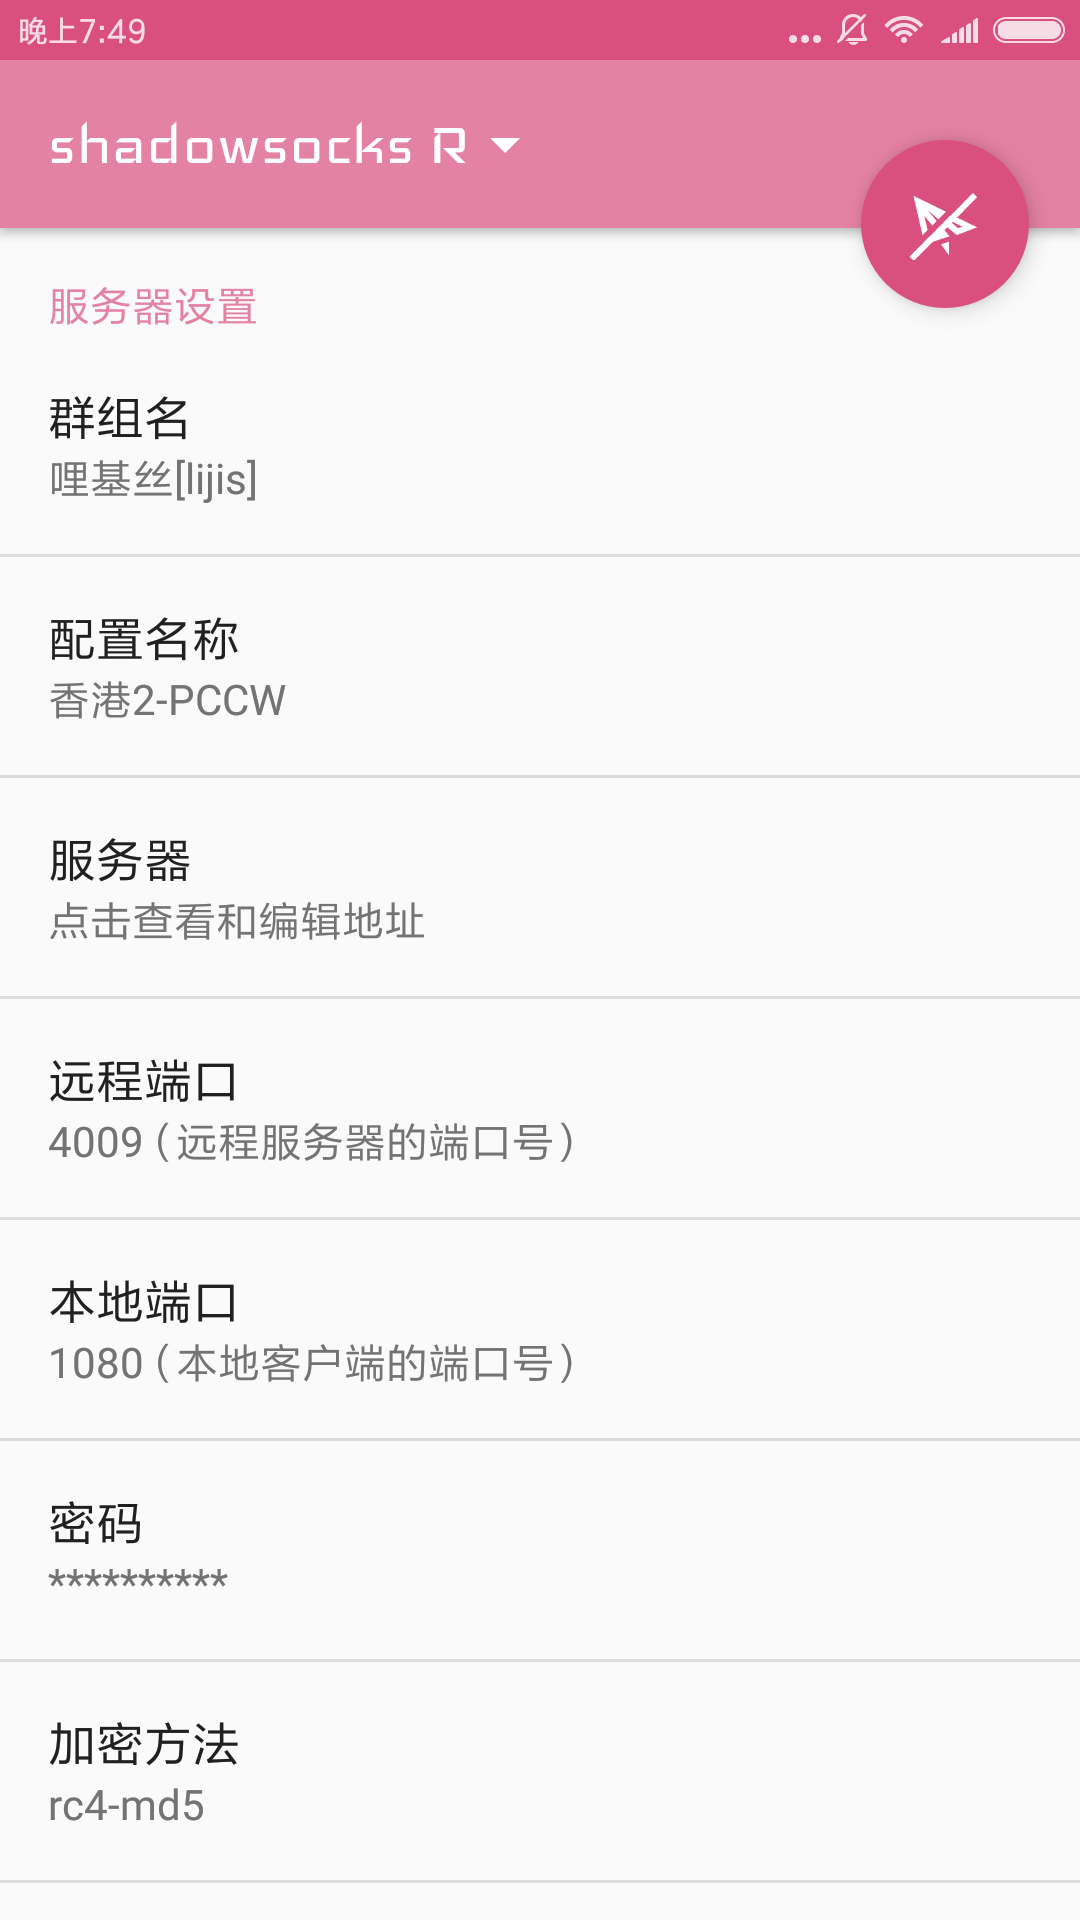 晚上7:49
shadowsocks R
服务器设置
群组名
哩基丝[lijis]
配置名称
香港2-PCCW
服务器
点击查看和编辑地址
远程端口
4009（远程服务器的端口号）
本地端口
1080（本地客户端的端口号）
密码
**********
加密方法
rc4-md5